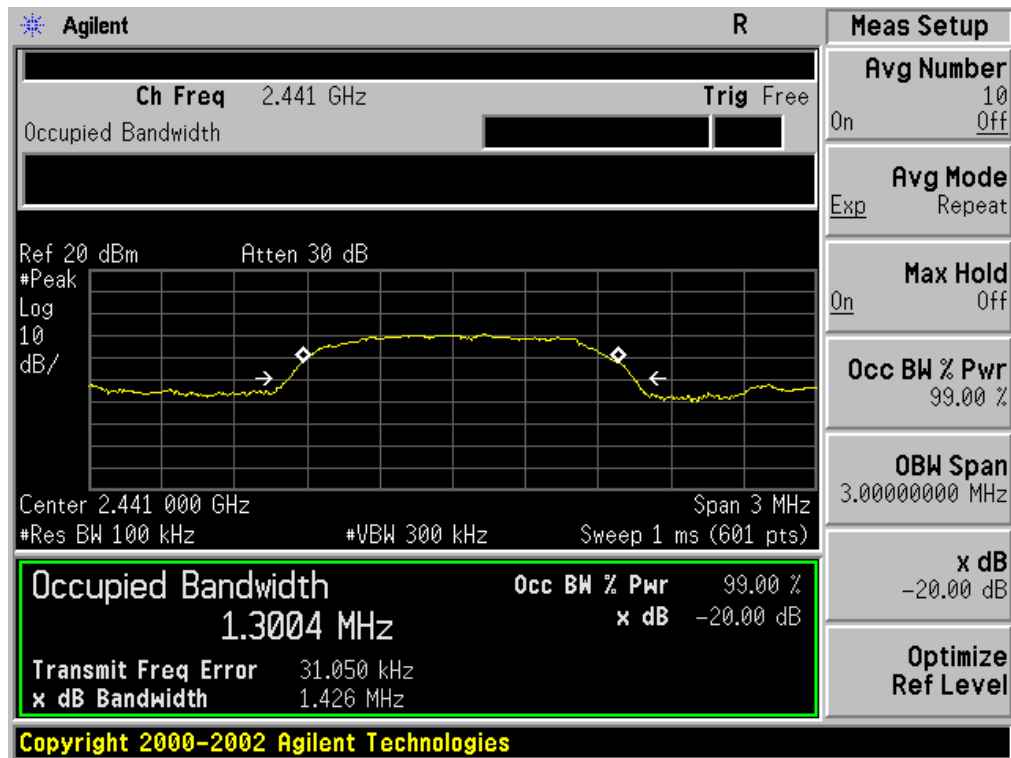 Agilent R Meas Setup
Ch Freq 2.441 GHz Trig Free
Occupied Bandwidth
Ref 20 dBm Atten 30 dB
#Peak
Log
10
dB/
Center 2.441 000 GHz Span 3 MHz
#Res BW 100 kHz #VBW 300 kHz Sweep 1 ms (601 pts)
Occupied Bandwidth
1.3004 MHz
Occ BW % Pwr 99.00 %
x dB -20.00 dB
Transmit Freq Error 31.050 kHz
x dB Bandwidth 1.426 MHz
Avg Number
10
On Off
Avg Mode
Exp Repeat
Max Hold
On Off
Occ BW % Pwr
99.00 %
OBW Span
3.00000000 MHz
x dB
-20.00 dB
Optimize
Ref Level
Copyright 2000-2002 Agilent Technologies